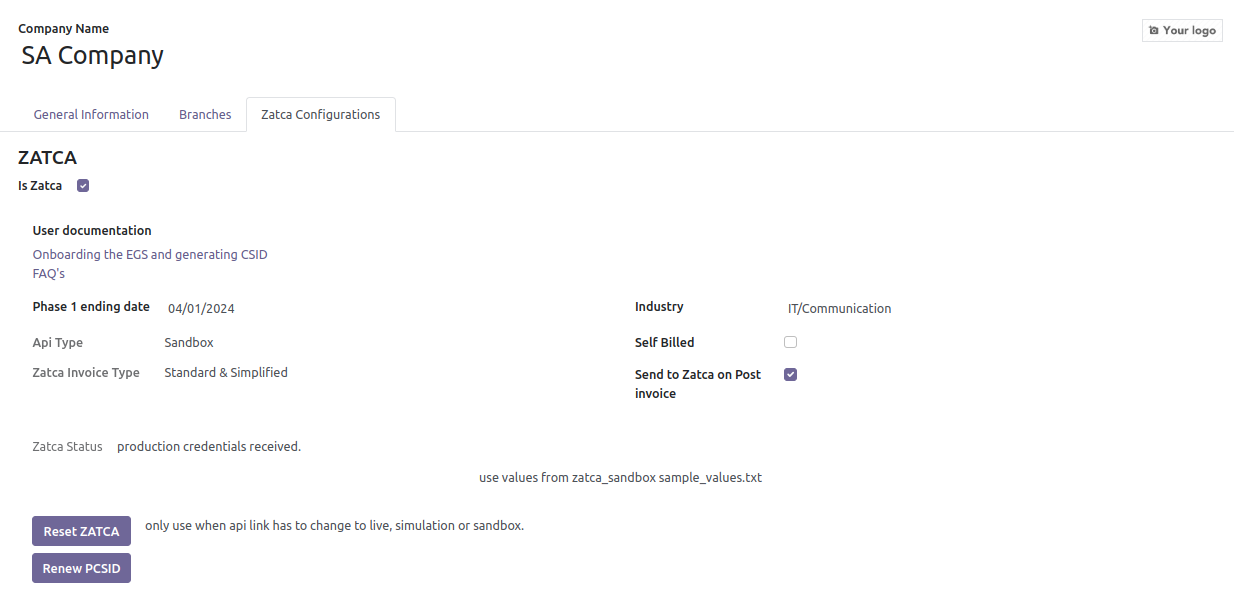 Company Name
SA Company
Your logo
General Information
Branches
Zatca Configurations
ZATCA
Is Zatca
User documentation
Onboarding the EGS and generating CSID
FAQ's
Phase 1 ending date
04/01/2024
Industry
IT/Communication
Api Type
Sandbox
Self Billed
Zatca Invoice Type
Standard & Simplified
Send to Zatca on Post
invoice
Zatca Status
production credentials received.
use values from zatca_sandbox sample_values.txt
Reset ZATCA
only use when api link has to change to live, simulation or sandbox.
Renew PCSID